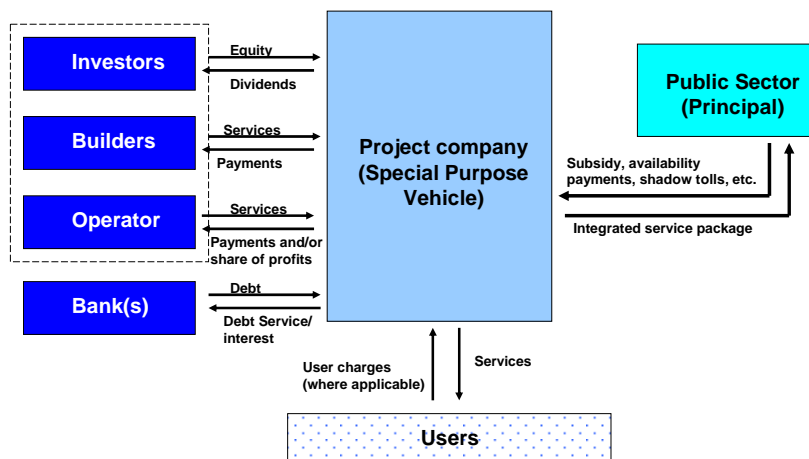 Investors
Equity
Dividends
Builders
Services
Payments
Operator
Services
Payments and/or
share of profits
Bank(s)
Debt
Debt Service/
interest
Project company
(Special Purpose
Vehicle)
Public Sector
(Principal)
Subsidy, availability
payments, shadow tolls, etc.
Integrated service package
User charges
(where applicable)
Services
Users